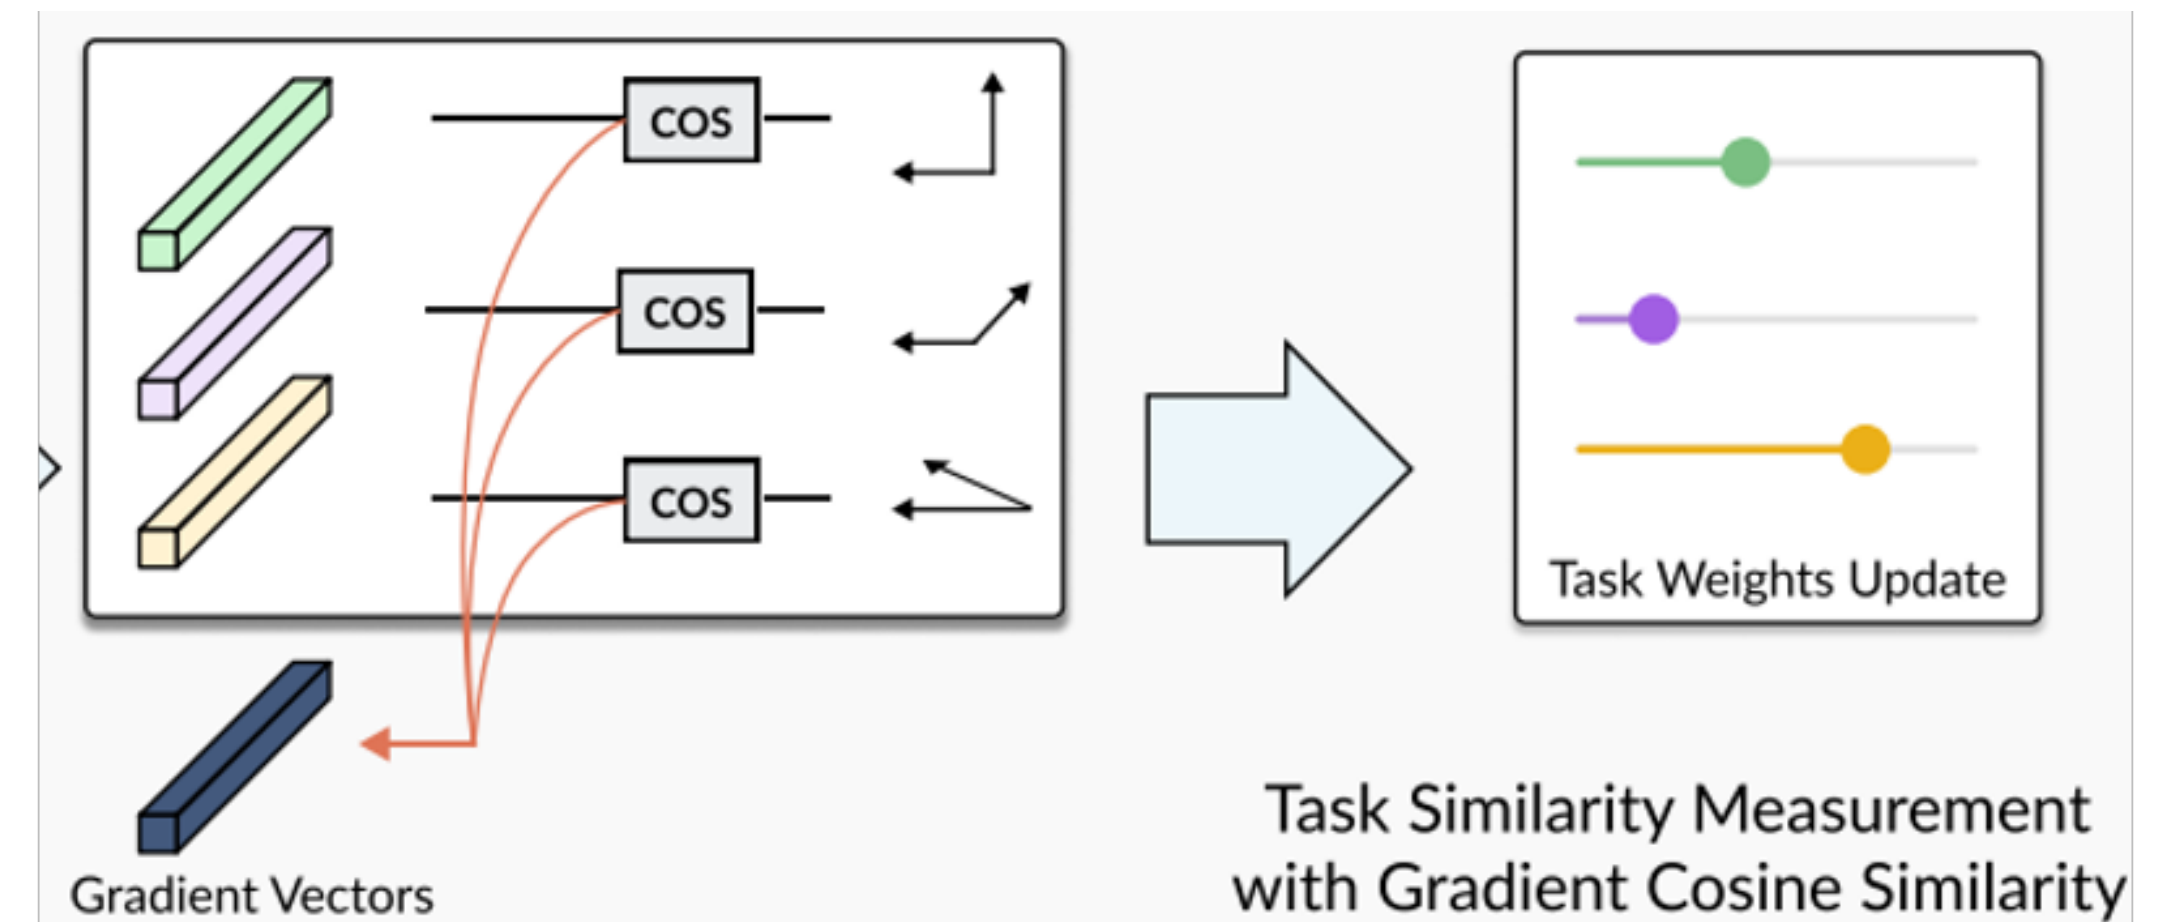 COS
COS
COS
Gradient Vectors
Task Weights Update
Task Similarity Measurement
with Gradient Cosine Similarity